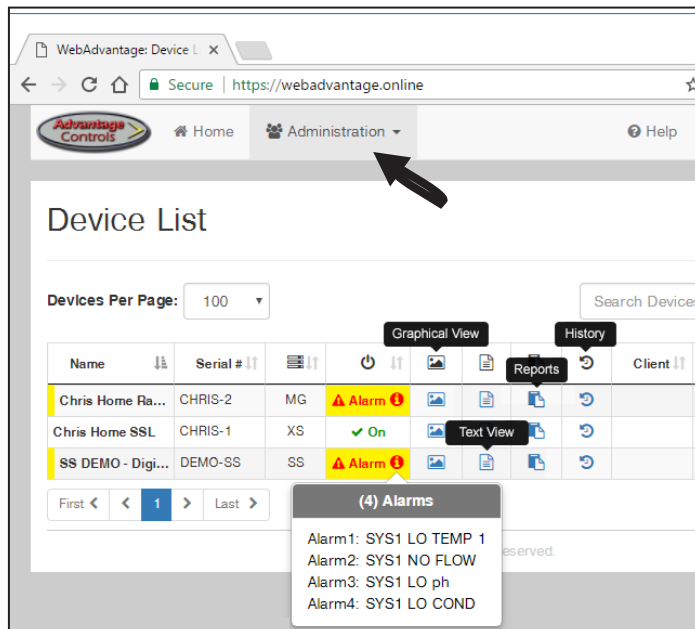 WebAdvantage: Device L
Secure | https://webadvantage.online
Advantage Controls
Home
Administration
Help
Device List
Devices Per Page: 100
Search Devices
Graphical View
History
Name Serial # Reports Client
Chris Home Ra... CHRIS-2 MG Alarm
Chris Home SSL CHRIS-1 XS On Text View
SS DEMO - Digi... DEMO-SS SS Alarm
First 1 Last
(4) Alarms
Alarm1: SYS1 LO TEMP 1
Alarm2: SYS1 NO FLOW
eserved.
Alarm3: SYS1 LO ph
Alarm4: SYS1 LO COND